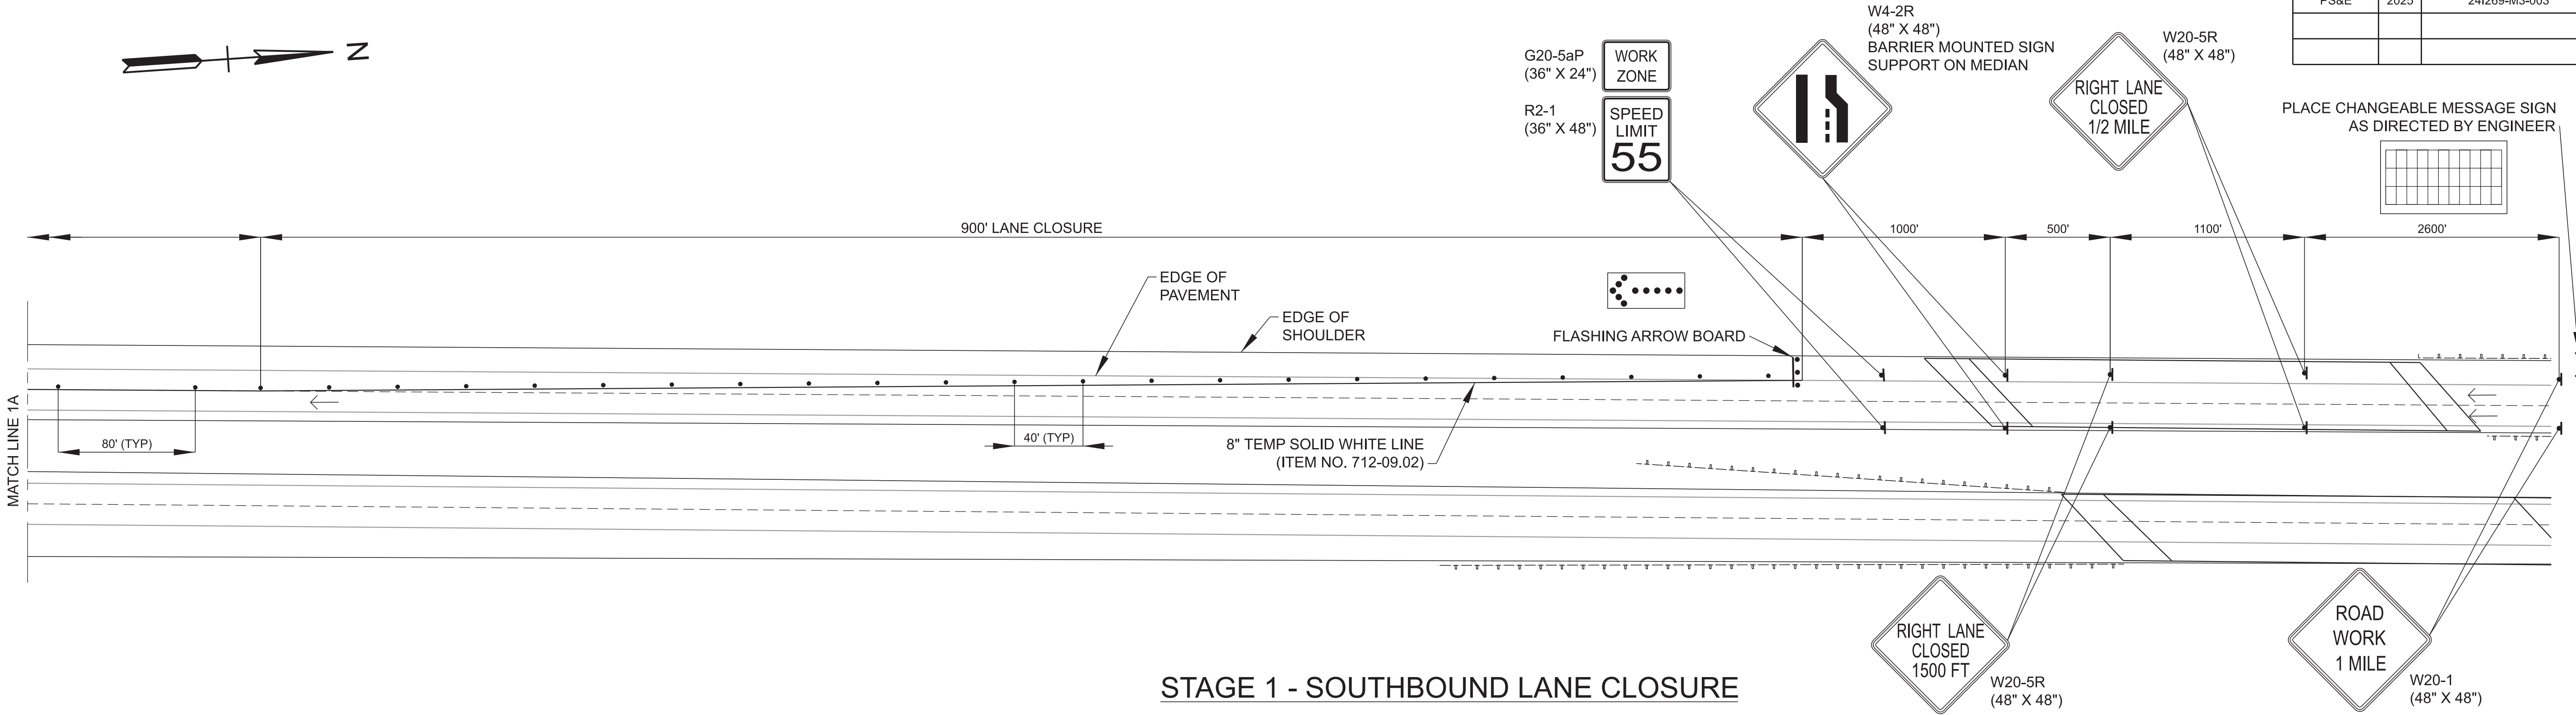 PS&E 2025 24I269-M3-003
N
W4-2R
(48" X 48")
BARRIER MOUNTED SIGN
SUPPORT ON MEDIAN
G20-5aP
(36" X 24")
WORK
ZONE
R2-1
(36" X 48")
SPEED
LIMIT
55
W20-5R
(48" X 48")
RIGHT LANE
CLOSED
1/2 MILE
PLACE CHANGEABLE MESSAGE SIGN
AS DIRECTED BY ENGINEER
900' LANE CLOSURE
1000'
500'
1100'
2600'
EDGE OF
PAVEMENT
EDGE OF
SHOULDER
FLASHING ARROW BOARD
MATCH LINE 1A
80' (TYP)
40' (TYP)
8" TEMP SOLID WHITE LINE
(ITEM NO. 712-09.02)
RIGHT LANE
CLOSED
1500 FT
W20-5R
(48" X 48")
ROAD
WORK
1 MILE
W20-1
(48" X 48")
STAGE 1 - SOUTHBOUND LANE CLOSURE